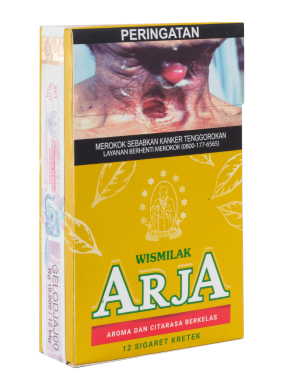 PERINGATAN
MEROKOK SEBABKAN KANKER TENGGOROKAN
LAYANAN BERHENTI MEROKOK (0800-177-6565)
WISMILAK
ARJA
AROMA DAN CITARASA BERKELAS
12 SIGARET KRETEK